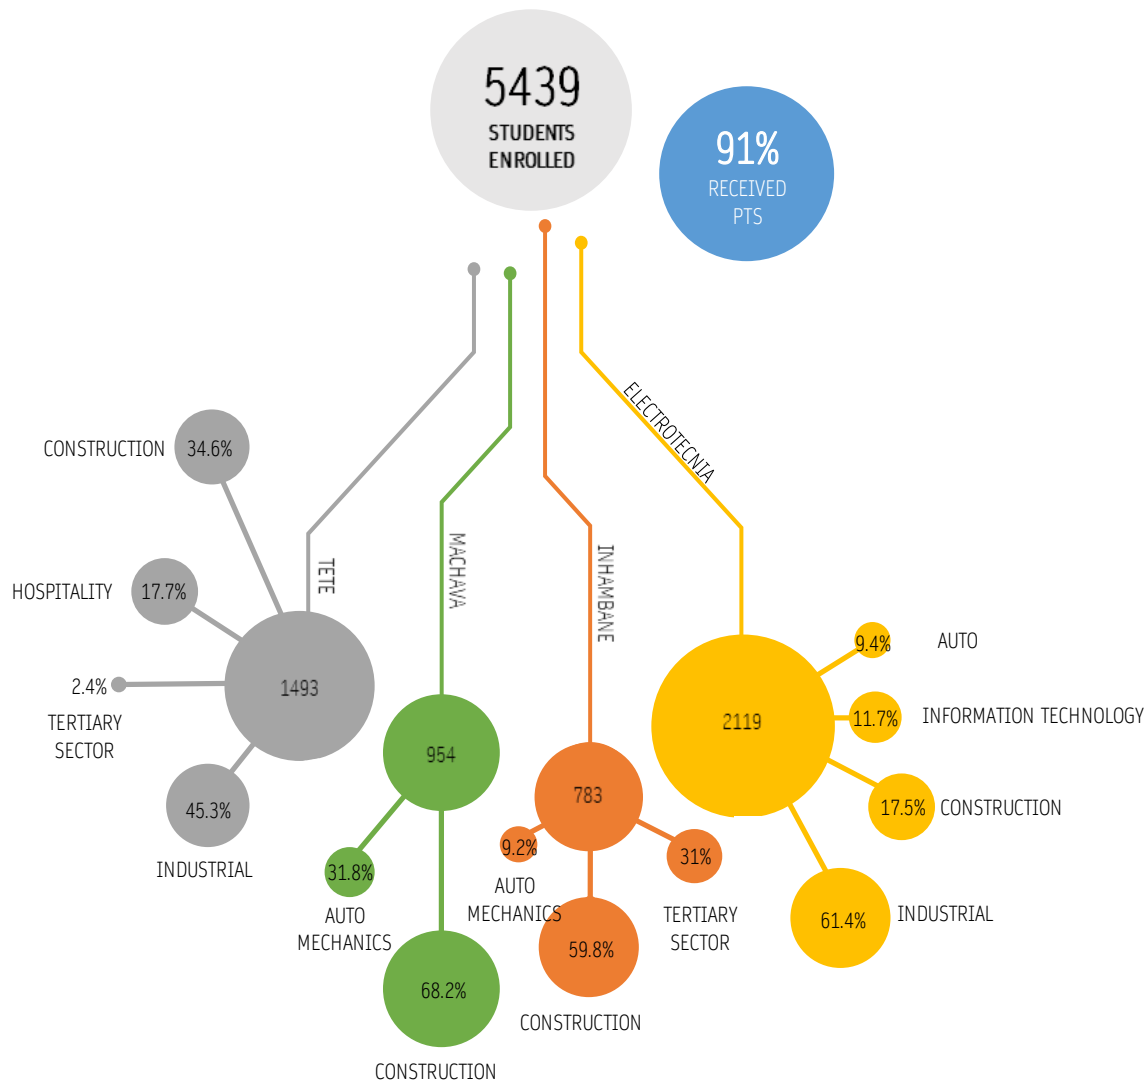 5439
STUDENTS
ENROLLED
91%
RECEIVED
PTS
ELECTROTECNIA
TETE
MACHAVA
INHAMBANE
CONSTRUCTION
34.6%
HOSPITALITY
17.7%
2.4%
TERTIARY
SECTOR
45.3%
INDUSTRIAL
1493
954
31.8%
AUTO
MECHANICS
68.2%
CONSTRUCTION
783
9.2%
AUTO
MECHANICS
59.8%
CONSTRUCTION
31%
TERTIARY
SECTOR
2119
9.4%
AUTO
11.7%
INFORMATION TECHNOLOGY
17.5%
CONSTRUCTION
61.4%
INDUSTRIAL